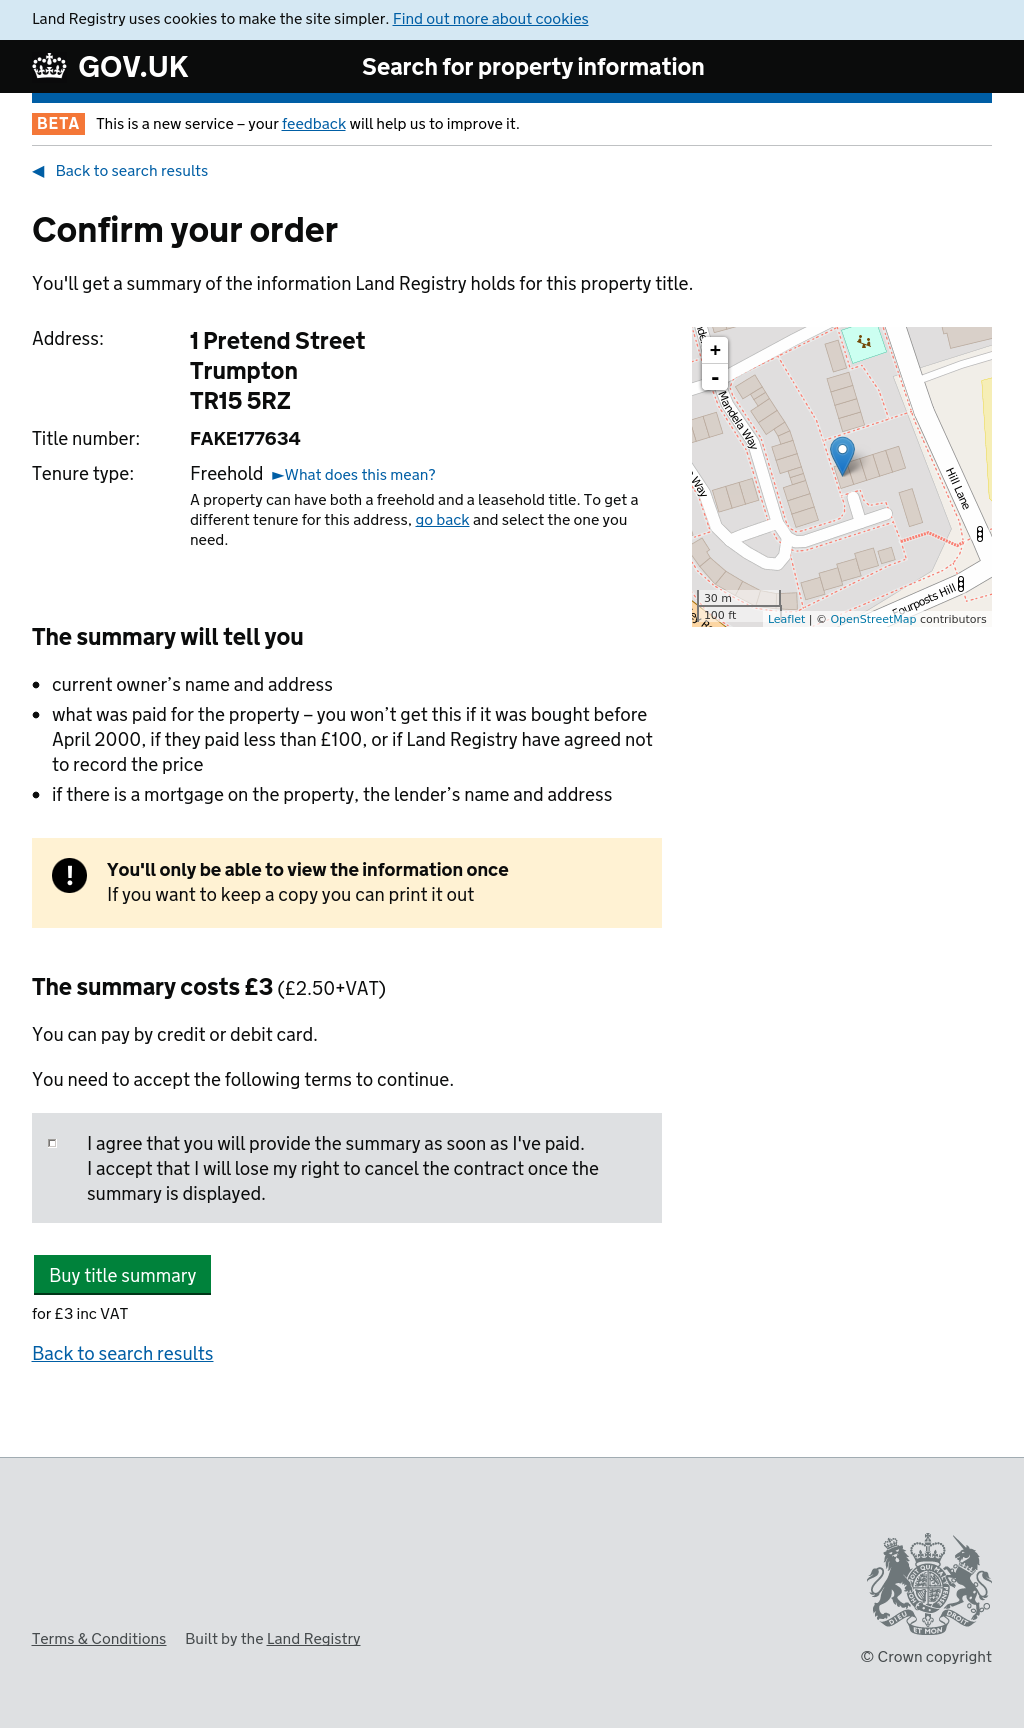 Land Registry uses cookies to make the site simpler. Find out more about cookies
GOV.UK
Search for property information
BETA This is a new service – your feedback will help us to improve it.
◀ Back to search results
Confirm your order
You'll get a summary of the information Land Registry holds for this property title.
Address:
1 Pretend Street
Trumpton
TR15 5RZ
Title number:
FAKE177634
Tenure type:
Freehold ►What does this mean?
A property can have both a freehold and a leasehold title. To get a
different tenure for this address, go back and select the one you
need.
+
-
Mandela Way
Way
Hill Lane
Fourposts Hill
30 m
100 ft
Leaflet | © OpenStreetMap contributors
The summary will tell you
• current owner’s name and address
• what was paid for the property – you won’t get this if it was bought before
April 2000, if they paid less than £100, or if Land Registry have agreed not
to record the price
• if there is a mortgage on the property, the lender’s name and address
!
You'll only be able to view the information once
If you want to keep a copy you can print it out
The summary costs £3 (£2.50+VAT)
You can pay by credit or debit card.
You need to accept the following terms to continue.
I agree that you will provide the summary as soon as I've paid.
I accept that I will lose my right to cancel the contract once the
summary is displayed.
Buy title summary
for £3 inc VAT
Back to search results
DIEU ET MON DROIT
Terms & Conditions Built by the Land Registry
© Crown copyright